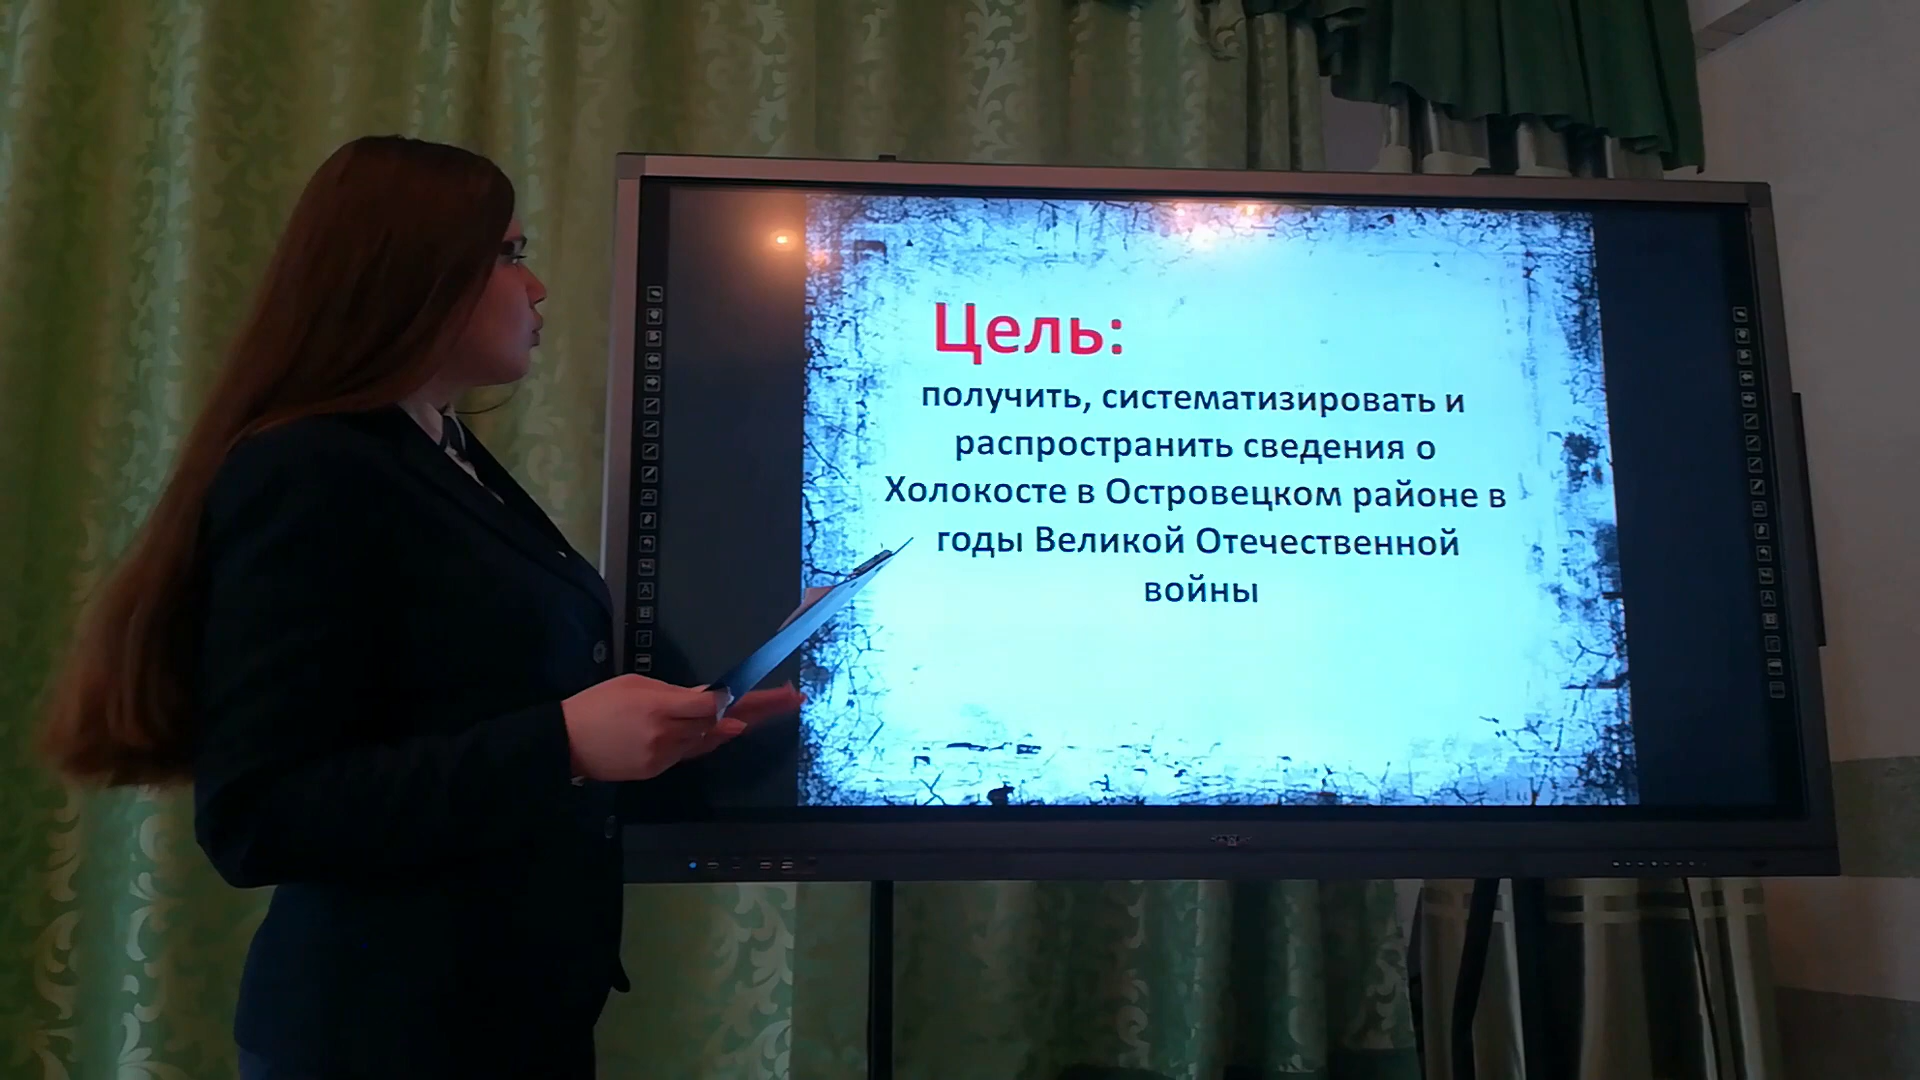 Цель:
получить, систематизировать и
распространить сведения о
Холокосте в Островецком районе в
годы Великой Отечественной
войны